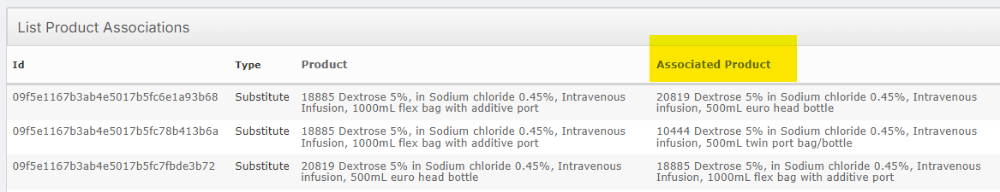 List Product Associations
Id Type Product Associated Product
09f5e1167b3ab4e5017b5fc6e1a93b68 Substitute 18885 Dextrose 5%, in Sodium chloride 0.45%, Intravenous 20819 Dextrose 5% in Sodium chloride 0.45%, Intravenous
Infusion, 1000mL flex bag with additive port infusion, 500mL euro head bottle
09f5e1167b3ab4e5017b5fc78b413b6a Substitute 18885 Dextrose 5%, in Sodium chloride 0.45%, Intravenous 10444 Dextrose 5% in Sodium chloride 0.45%, Intravenous
Infusion, 1000mL flex bag with additive port infusion, 500mL twin port bag/bottle
09f5e1167b3ab4e5017b5fc7fbde3b72 Substitute 20819 Dextrose 5% in Sodium chloride 0.45%, Intravenous 18885 Dextrose 5%, in Sodium chloride 0.45%, Intravenous
infusion, 500mL euro head bottle Infusion, 1000mL flex bag with additive port